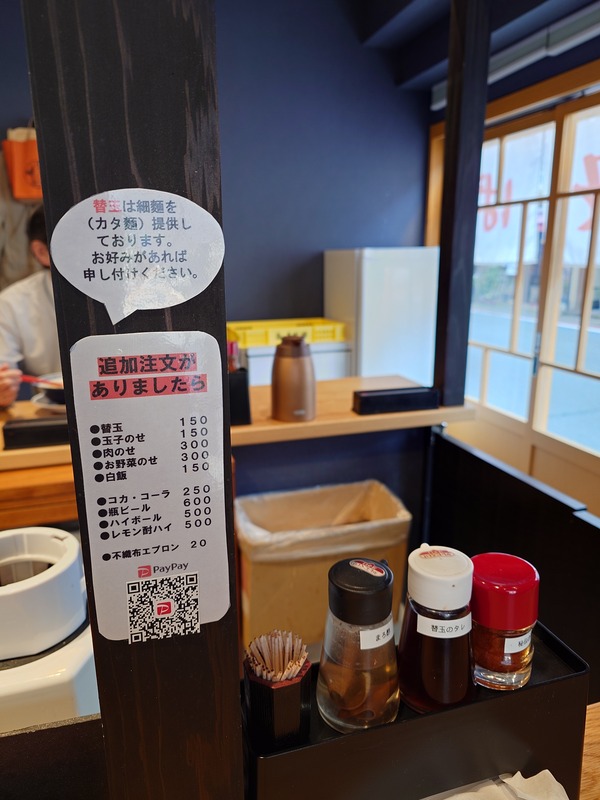 替玉は細麺を
（カタ麺）提供し
ております。
お好みがあれば
申し付けください。
追加注文が
ありましたら
●替玉 150
●玉子のせ 150
●肉のせ 300
●お野菜のせ 300
●白飯 150
●コカ・コーラ 250
●瓶ビール 600
●ハイボール 500
●レモン酎ハイ 500
●不織布エプロン 20
PayPay
替玉のタレ